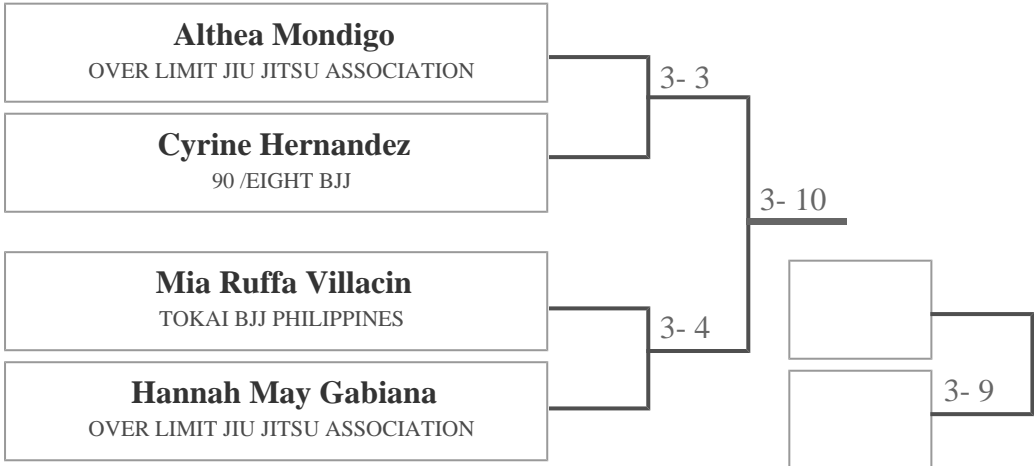 Althea Mondigo
OVER LIMIT JIU JITSU ASSOCIATION
3- 3
Cyrine Hernandez
90 /EIGHT BJJ
3- 10
Mia Ruffa Villacin
TOKAI BJJ PHILIPPINES
3- 4
Hannah May Gabiana
OVER LIMIT JIU JITSU ASSOCIATION
3- 9